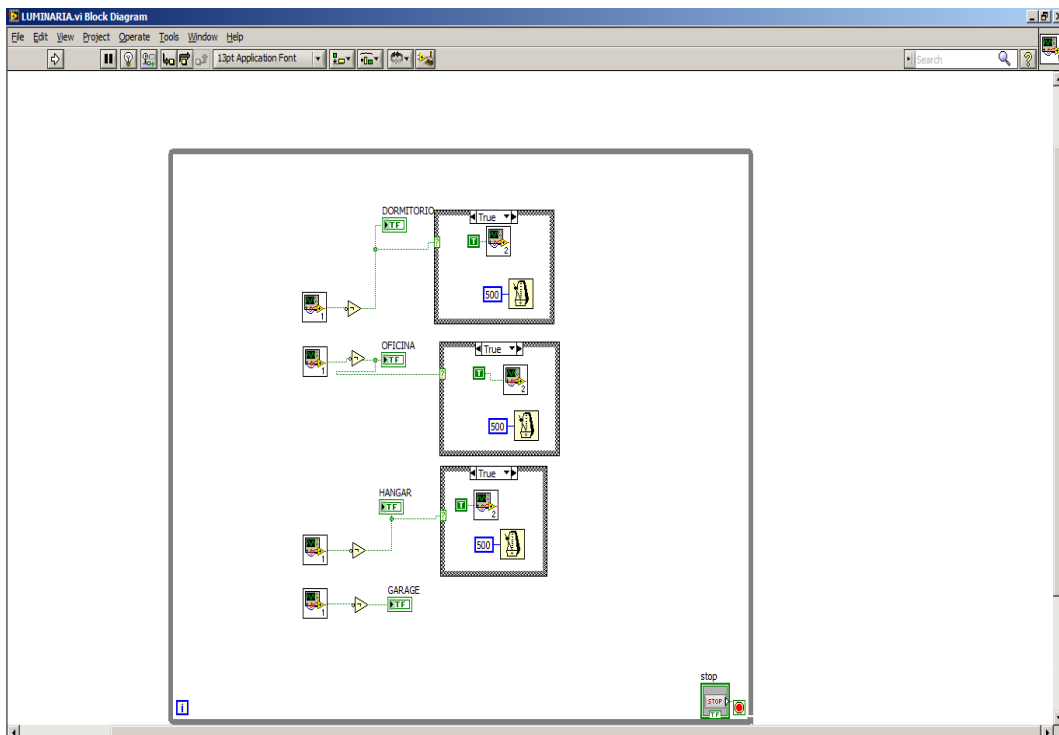 LUMINARIA.vi Block Diagram
File Edit View Project Operate Tools Window Help
13pt Application Font
Search
DORMITORIO
TF
True
?
T
2
500
1
OFICINA
TF
True
?
T
2
500
1
HANGAR
TF
True
?
T
2
500
1
GARAGE
TF
1
stop
STOP
TF
i